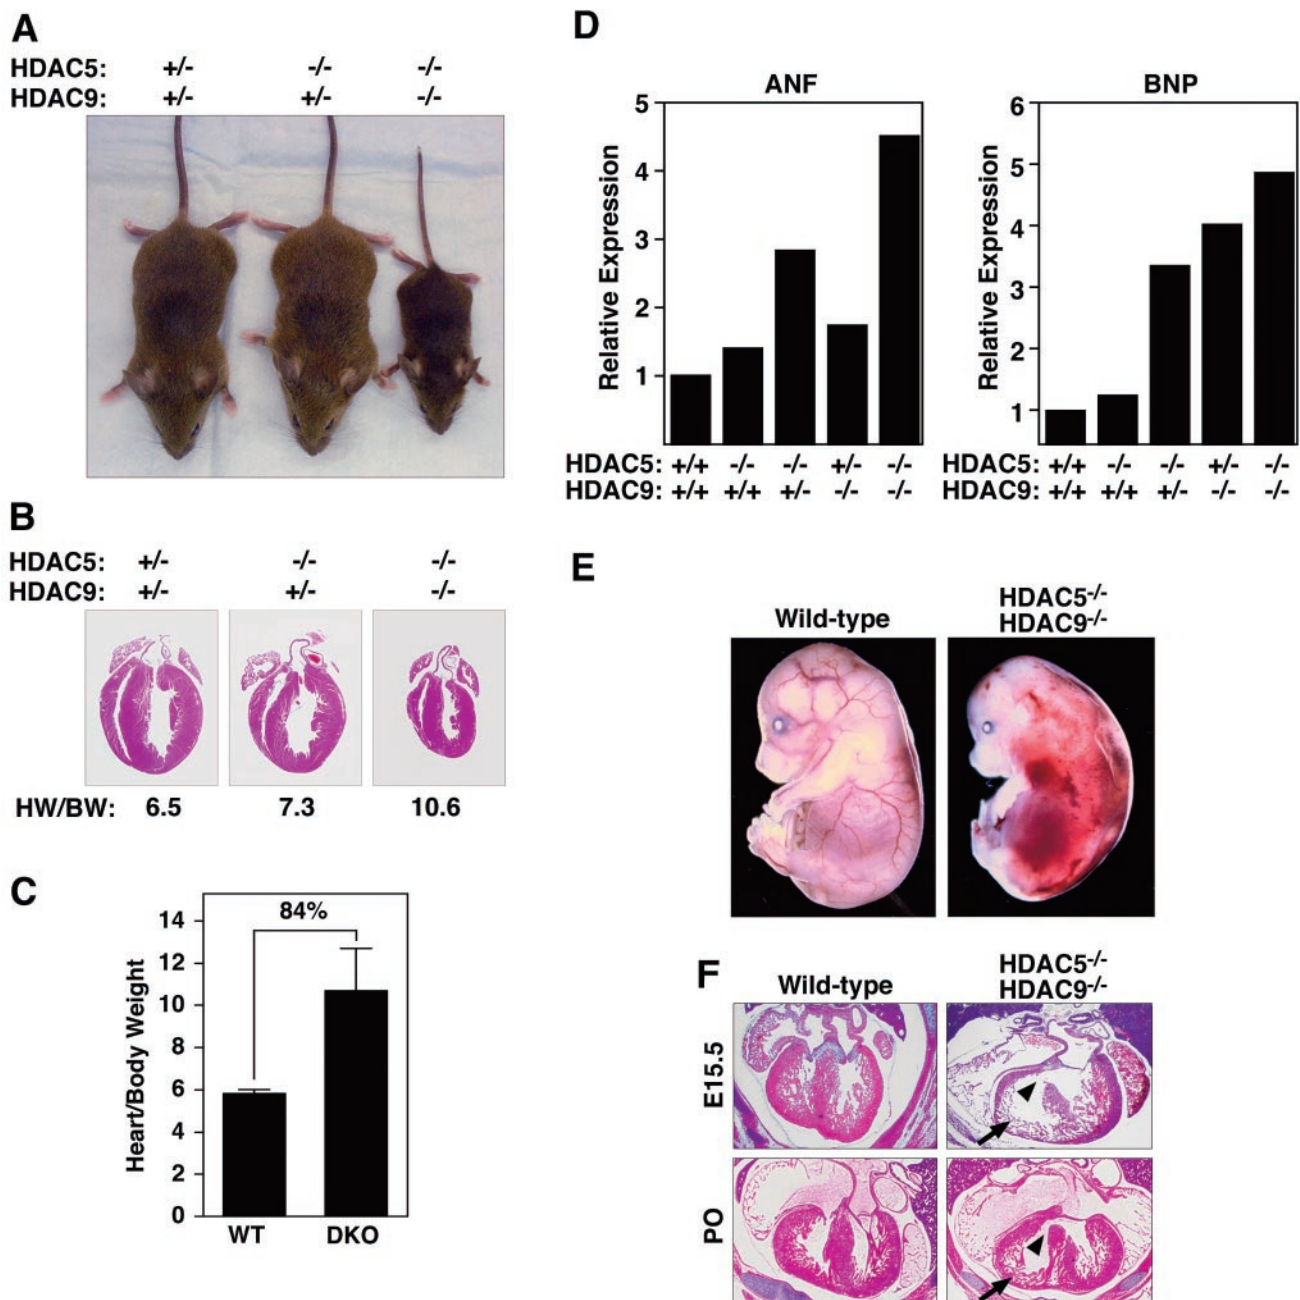 A
HDAC5: +/- -/- -/-
HDAC9: +/- +/- -/-
B
HDAC5: +/- -/- -/-
HDAC9: +/- +/- -/-
HW/BW: 6.5 7.3 10.6
C
84%
Heart/Body Weight
14
12
10
8
6
4
2
0
WT DKO
D
ANF
Relative Expression
5
4
3
2
1
HDAC5: +/+ -/- -/- +/- -/-
HDAC9: +/+ +/+ +/- -/- -/-
BNP
Relative Expression
6
5
4
3
2
1
HDAC5: +/+ -/- -/- +/- -/-
HDAC9: +/+ +/+ +/- -/- -/-
E
Wild-type
HDAC5-/-
HDAC9-/-
F
Wild-type
HDAC5-/-
HDAC9-/-
E15.5
PO